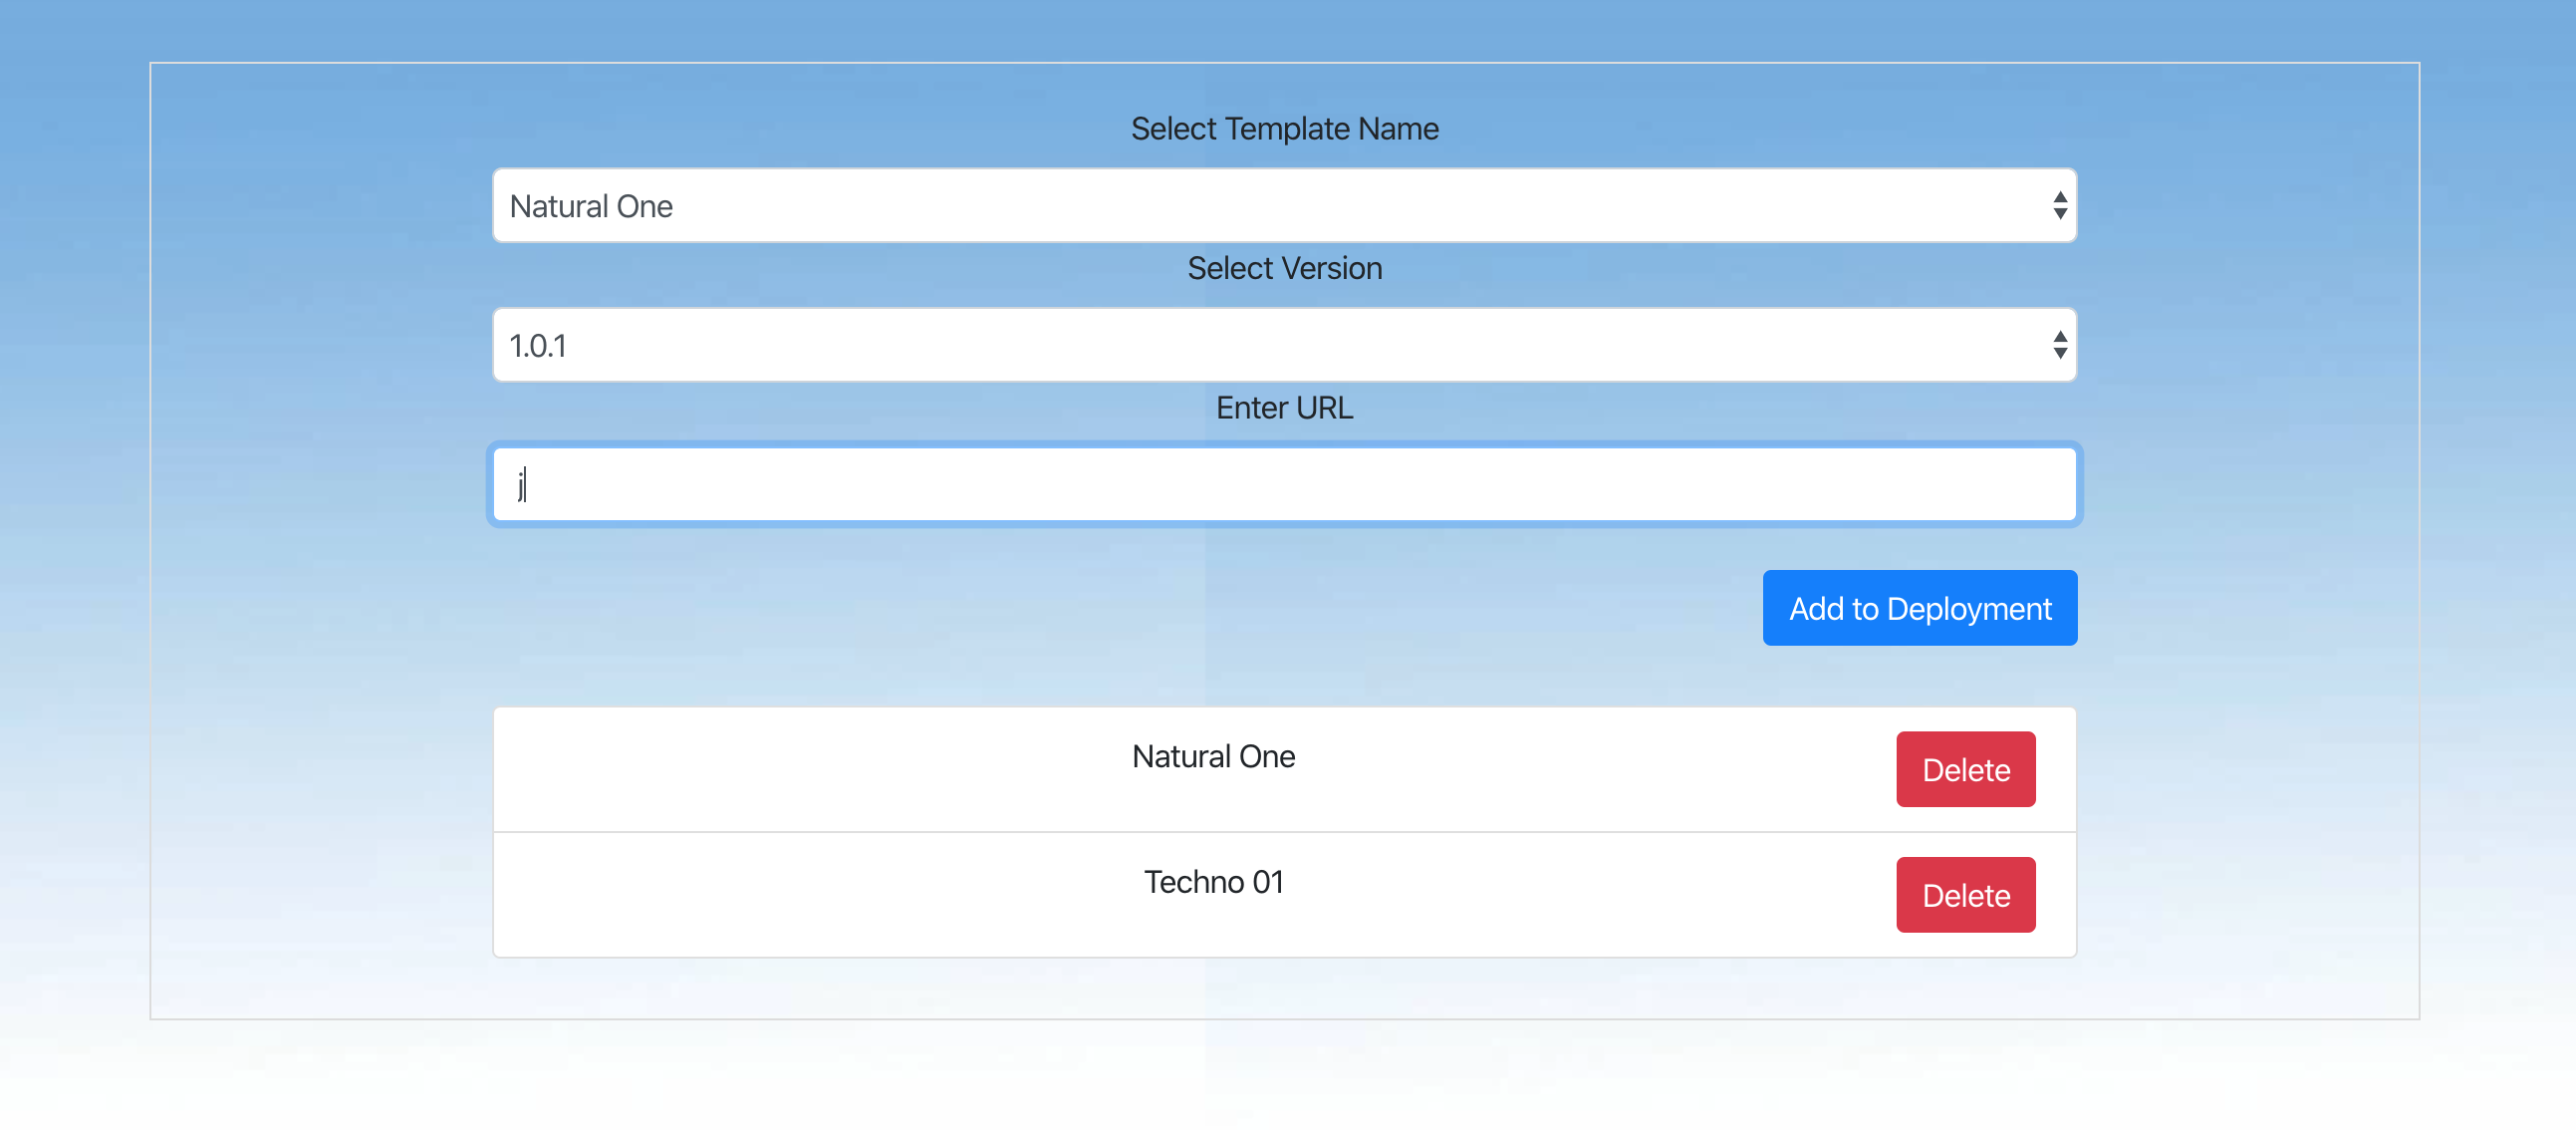 Select Template Name
Natural One
Select Version
1.0.1
Enter URL
j
Add to Deployment
Natural One
Delete
Techno 01
Delete